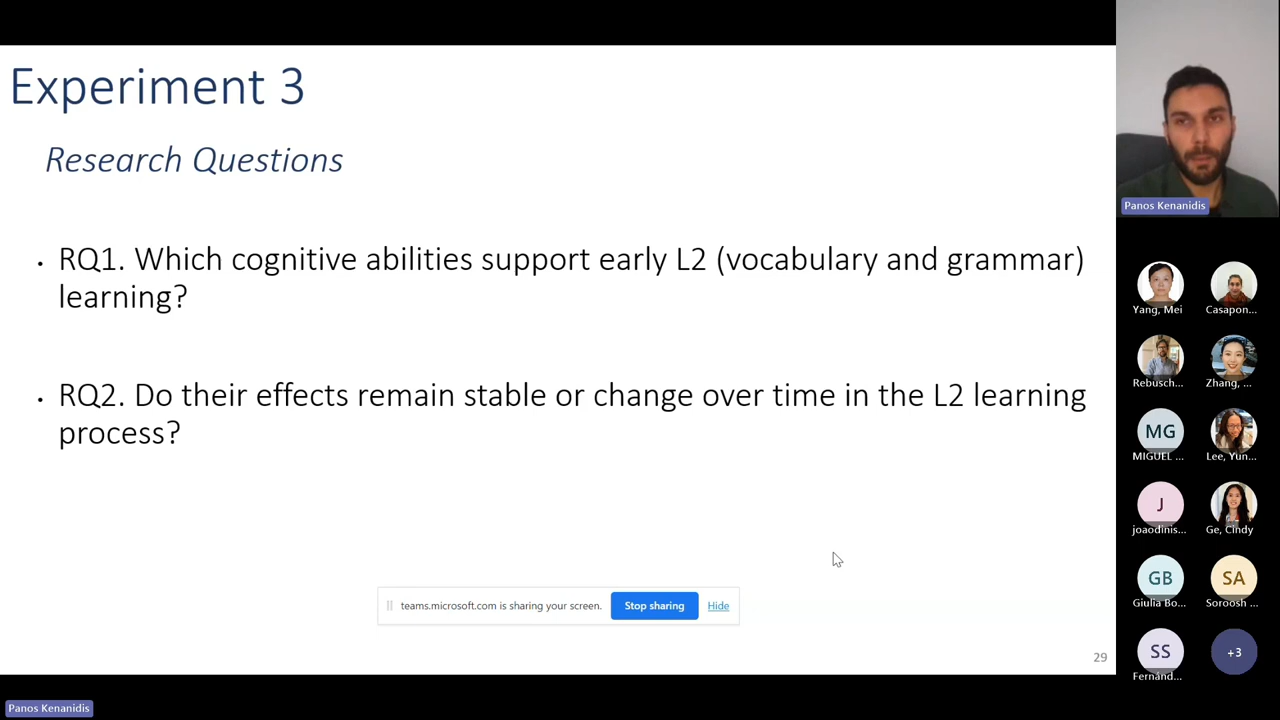 Experiment 3
Research Questions
• RQ1. Which cognitive abilities support early L2 (vocabulary and grammar)
learning?
• RQ2. Do their effects remain stable or change over time in the L2 learning
process?
teams.microsoft.com is sharing your screen.
Stop sharing
Hide
29
Panos Kenanidis
Panos Kenanidis
Yang, Mei
Casapon...
Rebusch...
Zhang, ...
MG
MIGUEL ...
Lee, Yun...
J
joaodinis...
Ge, Cindy
GB
Giulia Bo...
SA
Soroosh ...
SS
Fernánd...
+3